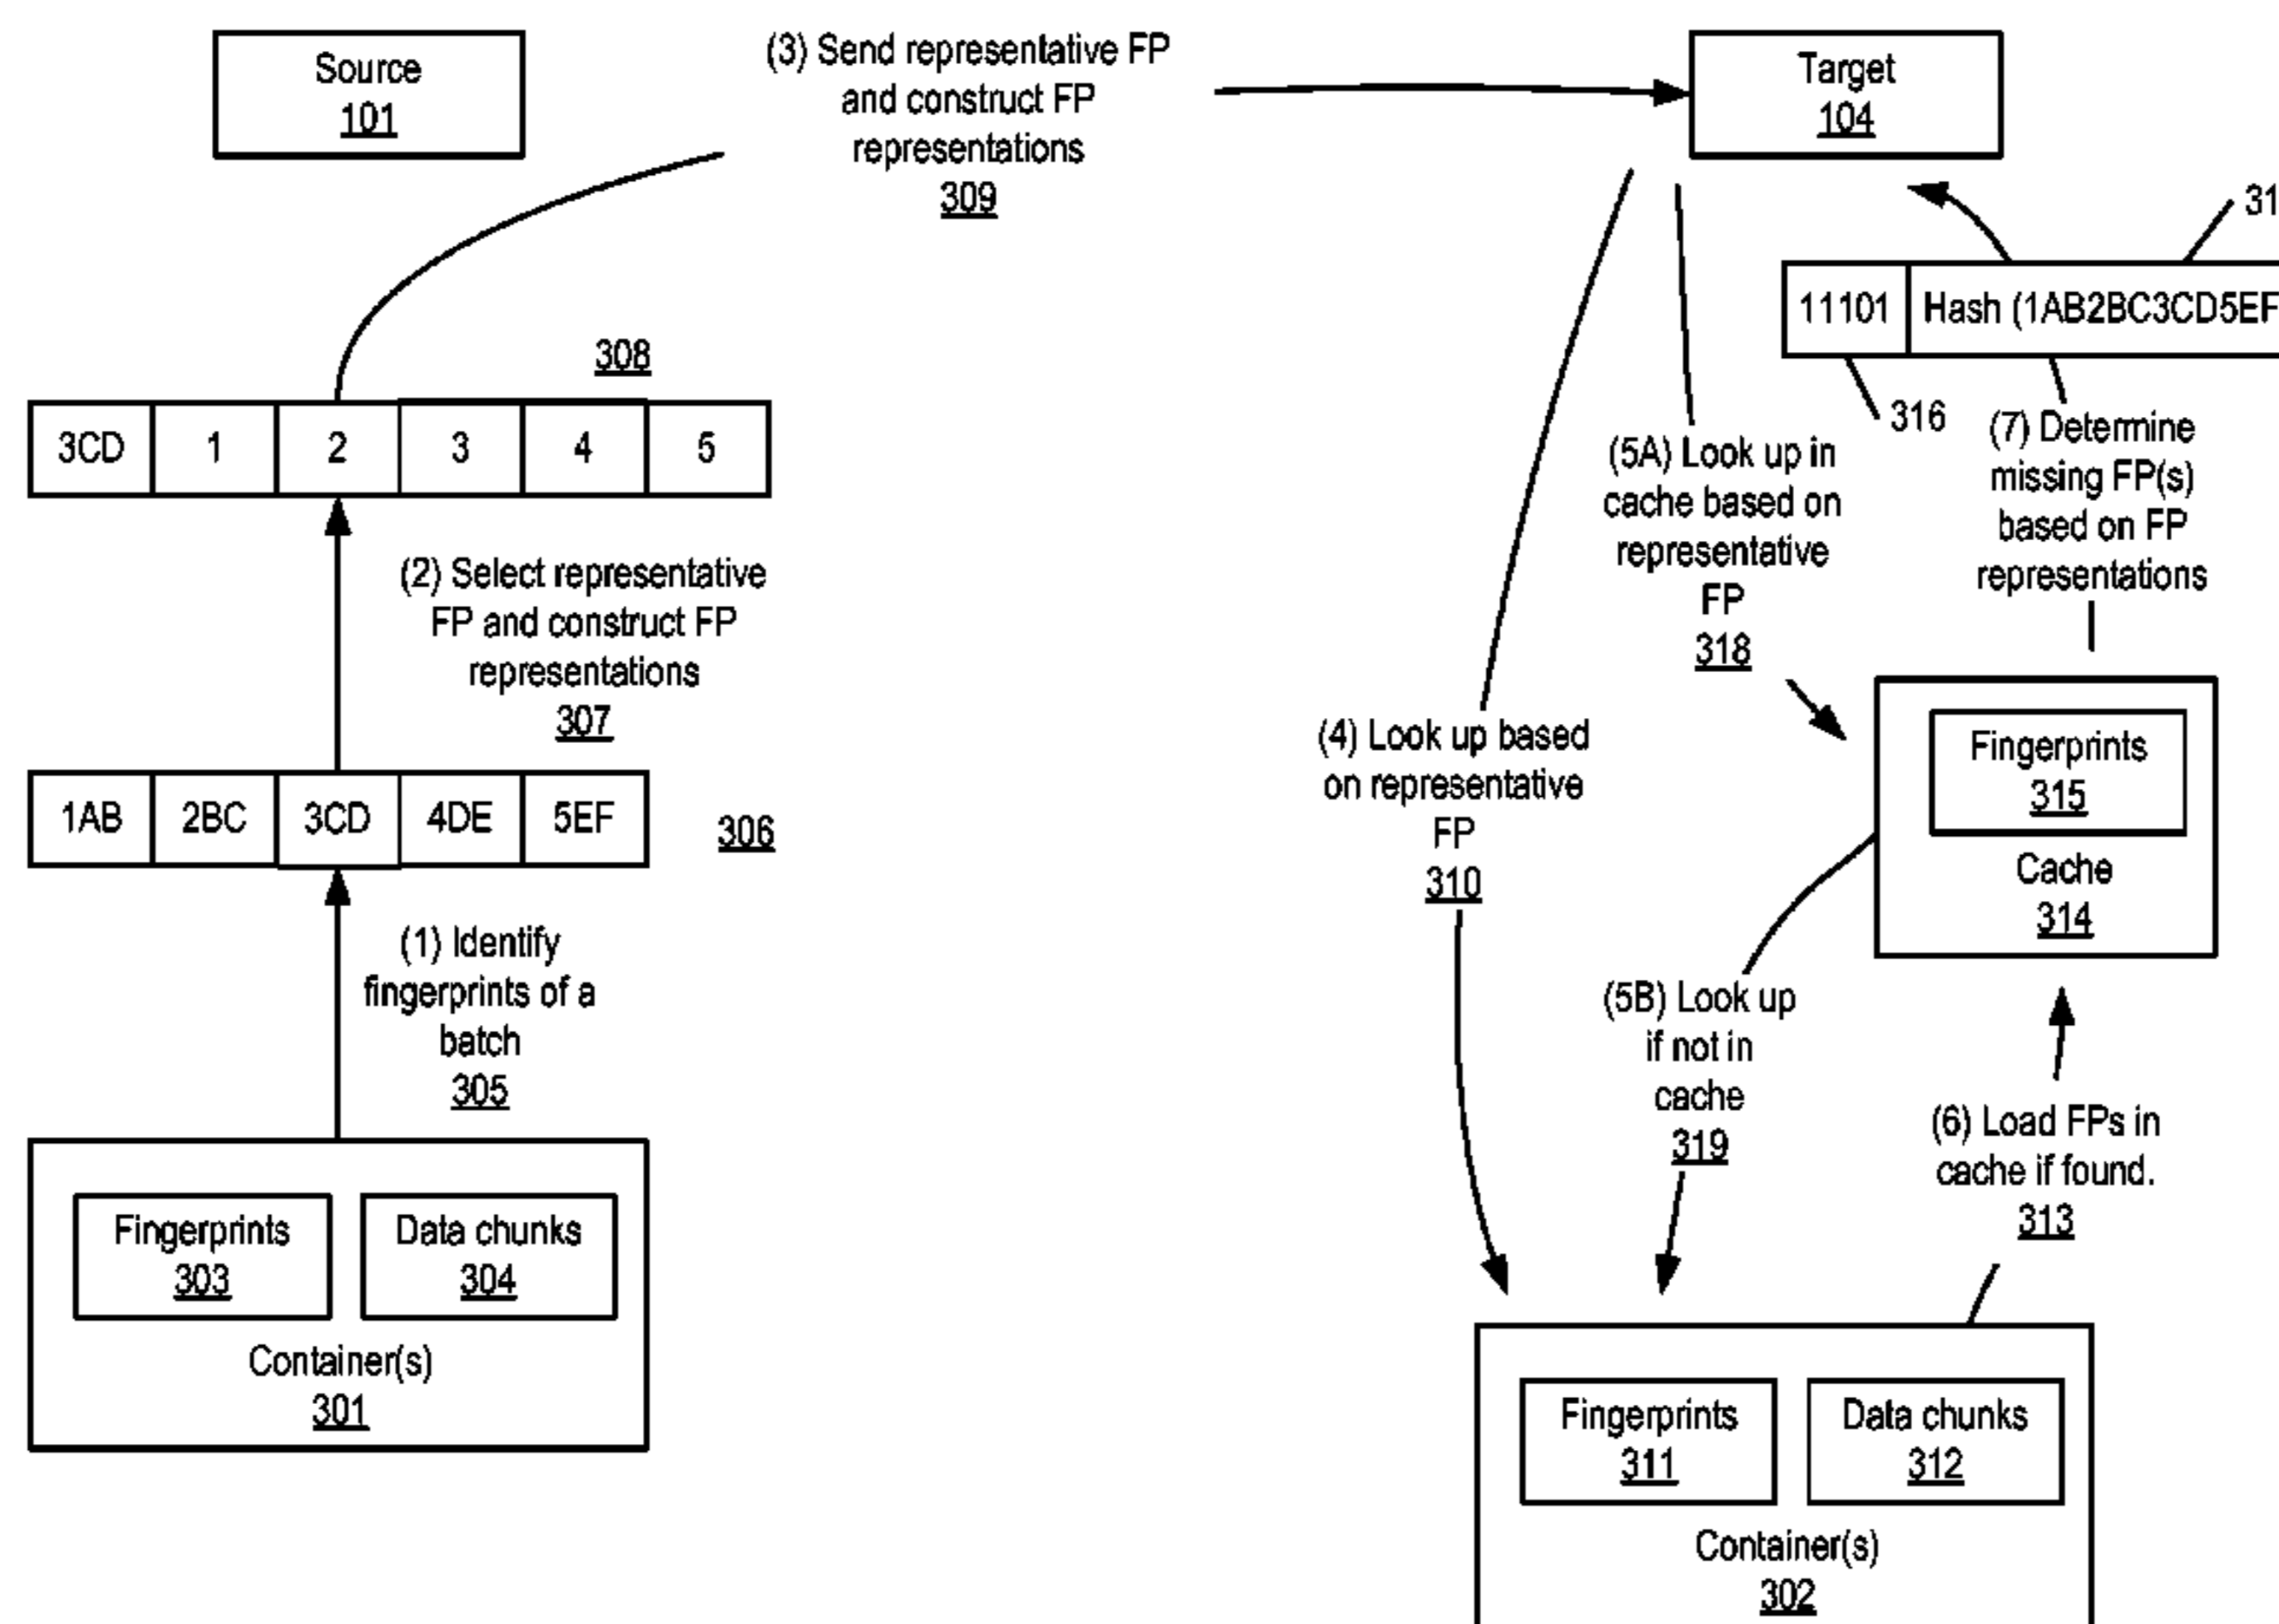 Source
101
(3) Send representative FP
and construct FP
representations
309
Target
104
11101
Hash (1AB2BC3CD5EF
316
308
3CD
1
2
3
4
5
(2) Select representative
FP and construct FP
representations
307
1AB
2BC
3CD
4DE
5EF
306
(1) Identify
fingerprints of a
batch
305
Fingerprints
303
Data chunks
304
Container(s)
301
(4) Look up based
on representative
FP
310
(5A) Look up in
cache based on
representative
FP
318
(7) Determine
missing FP(s)
based on FP
representations
Fingerprints
315
Cache
314
(5B) Look up
if not in
cache
319
(6) Load FPs in
cache if found.
313
Fingerprints
311
Data chunks
312
Container(s)
302